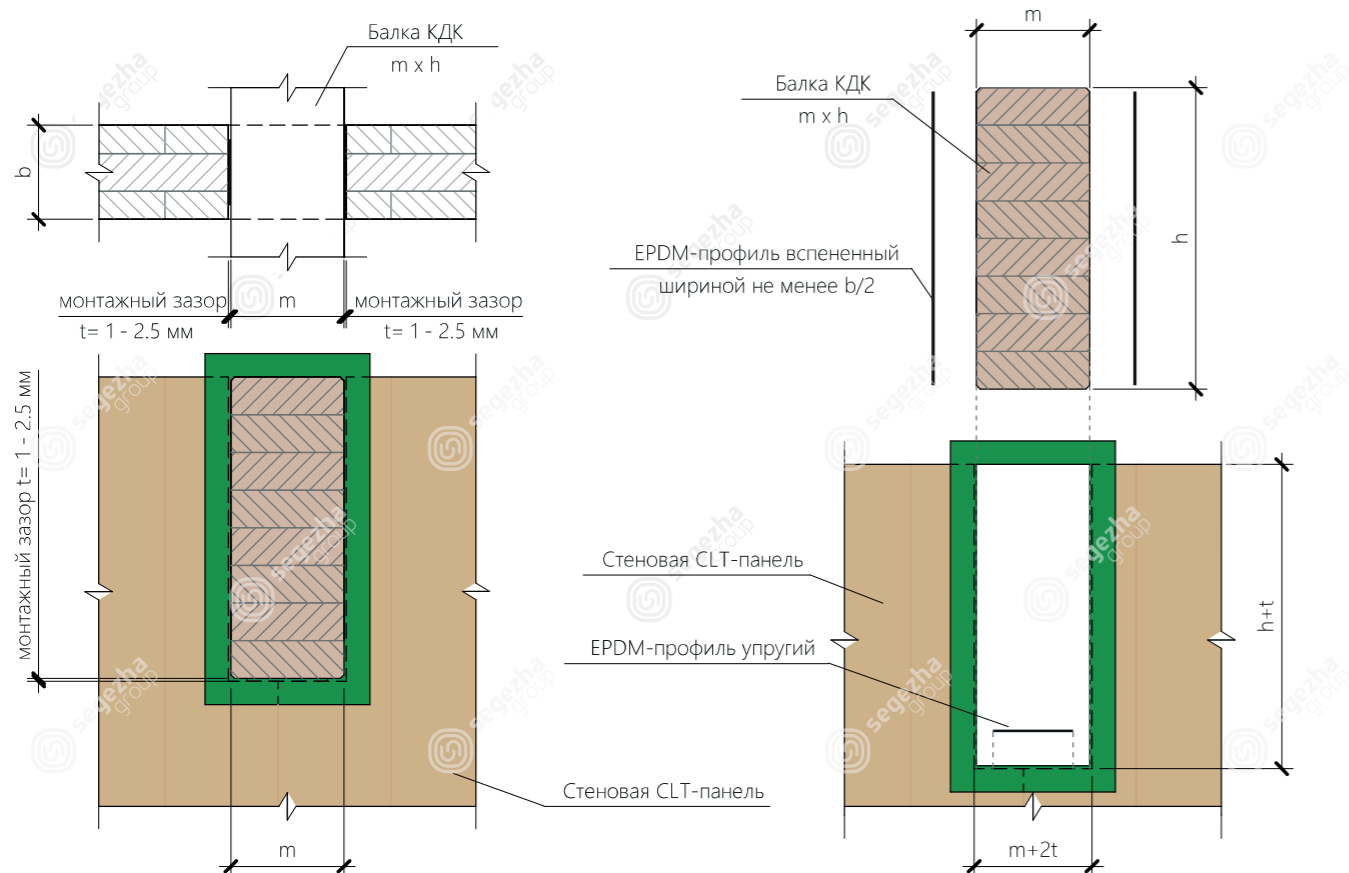 Балка КДК
m x h
b
монтажный зазор
t= 1 - 2.5 мм
m
монтажный зазор
t= 1 - 2.5 мм
монтажный зазор t= 1 - 2.5 мм
Стеновая CLT-панель
m
m
Балка КДК
m x h
h
EPDM-профиль вспененный
шириной не менее b/2
Стеновая CLT-панель
EPDM-профиль упругий
h+t
m+2t
segezha
group